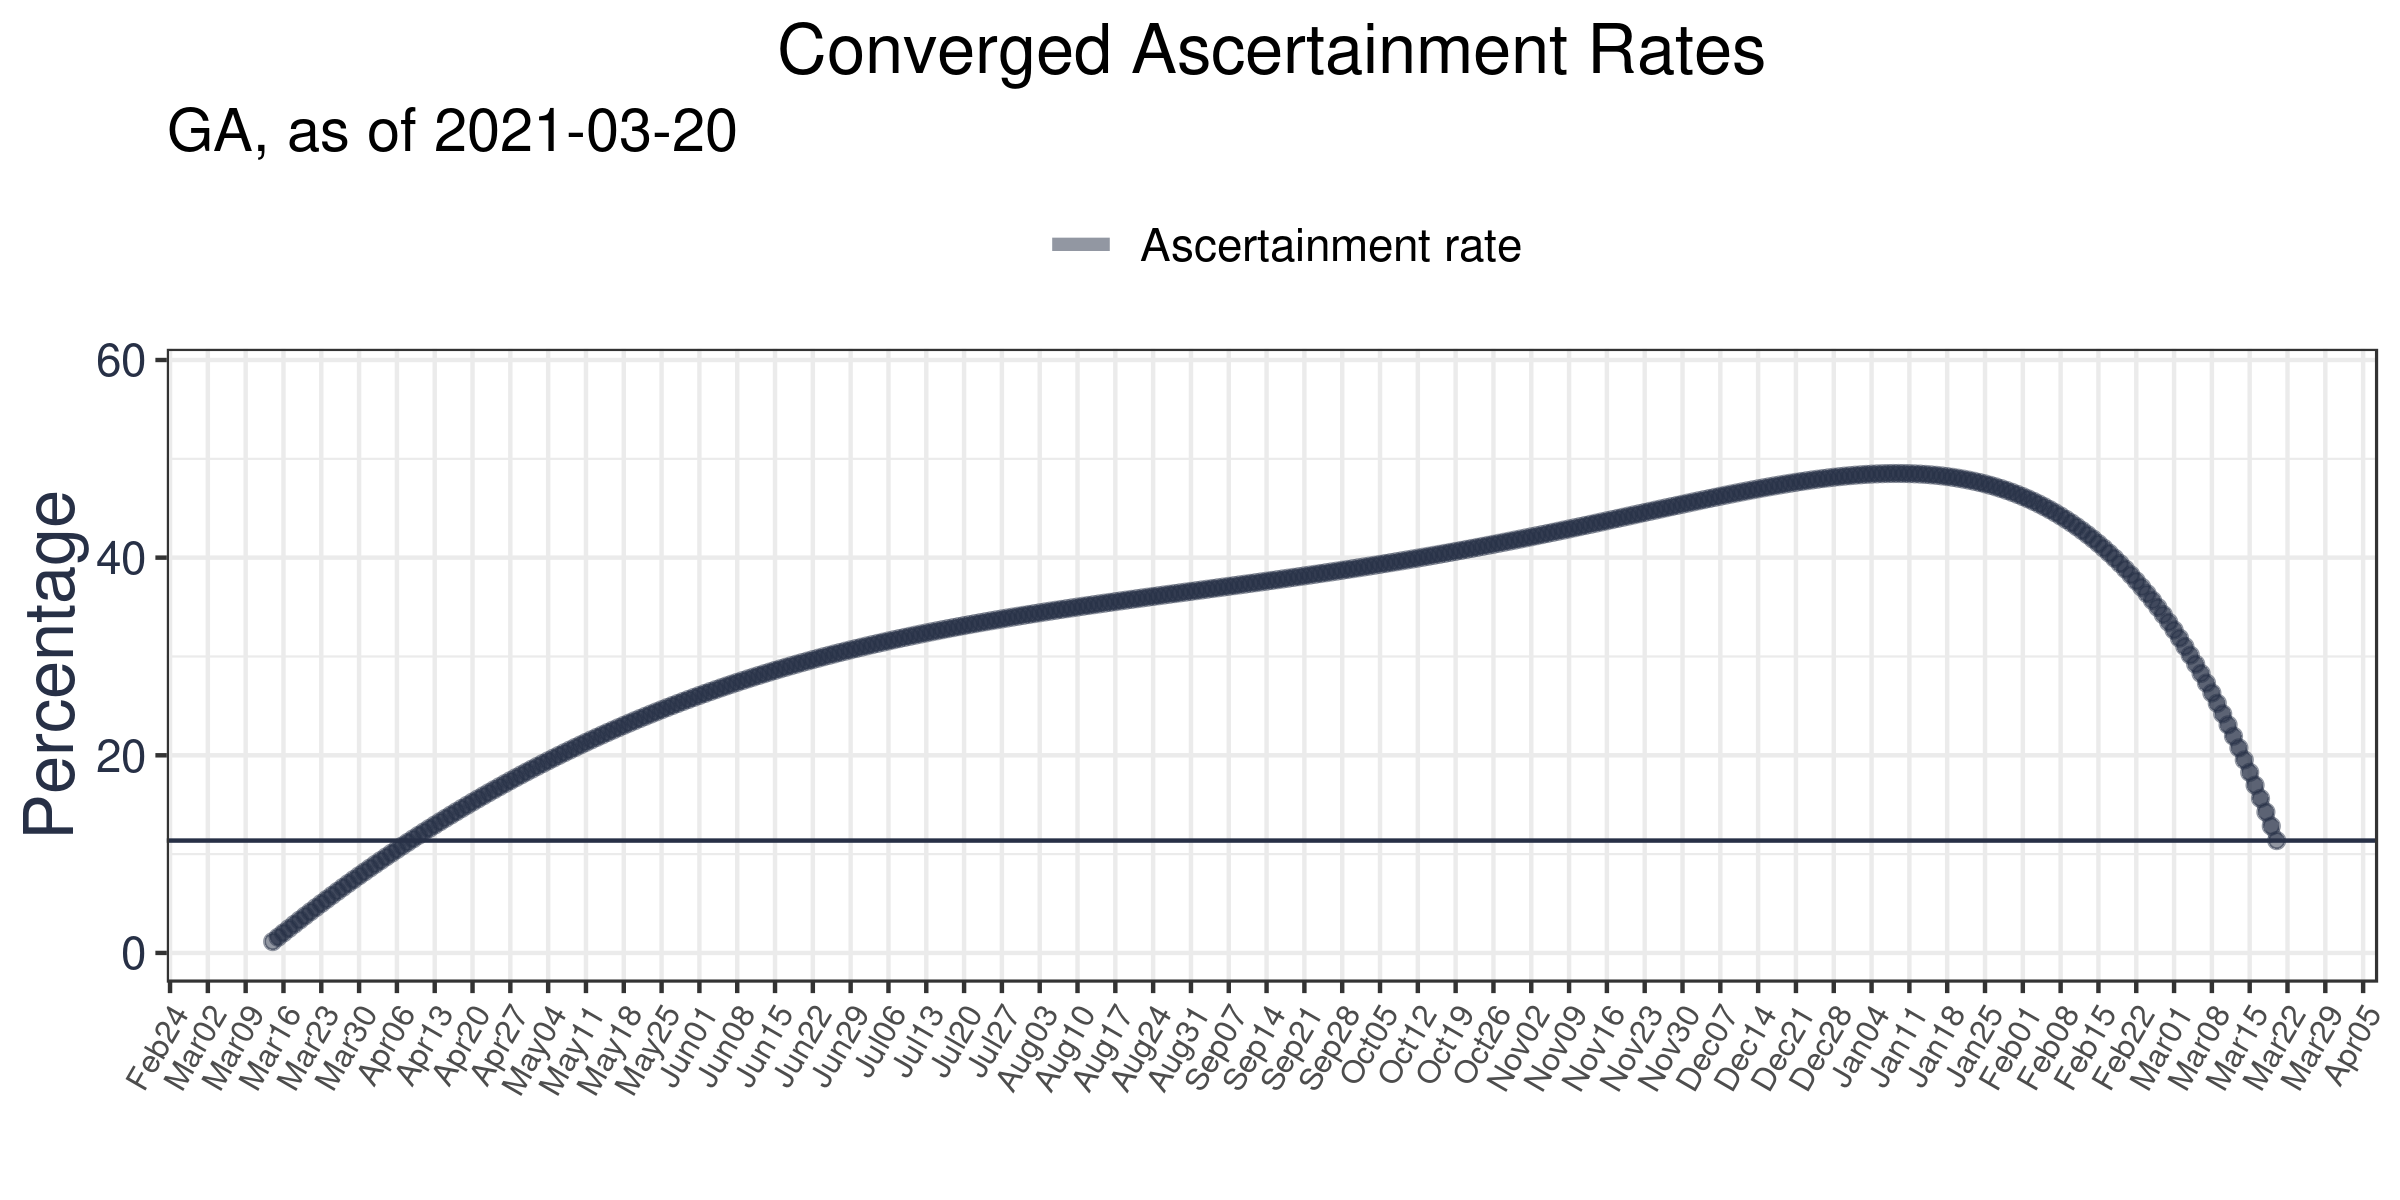 Converged Ascertainment Rates
GA, as of 2021-03-20
Ascertainment rate
Percentage
60
40
20
0
Feb24
Mar02
Mar09
Mar16
Mar23
Mar30
Apr06
Apr13
Apr20
Apr27
May04
May11
May18
May25
Jun01
Jun08
Jun15
Jun22
Jun29
Jul06
Jul13
Jul20
Jul27
Aug03
Aug10
Aug17
Aug24
Aug31
Sep07
Sep14
Sep21
Sep28
Oct05
Oct12
Oct19
Oct26
Nov02
Nov09
Nov16
Nov23
Nov30
Dec07
Dec14
Dec21
Dec28
Jan04
Jan11
Jan18
Jan25
Feb01
Feb08
Feb15
Feb22
Mar01
Mar08
Mar15
Mar22
Mar29
Apr05